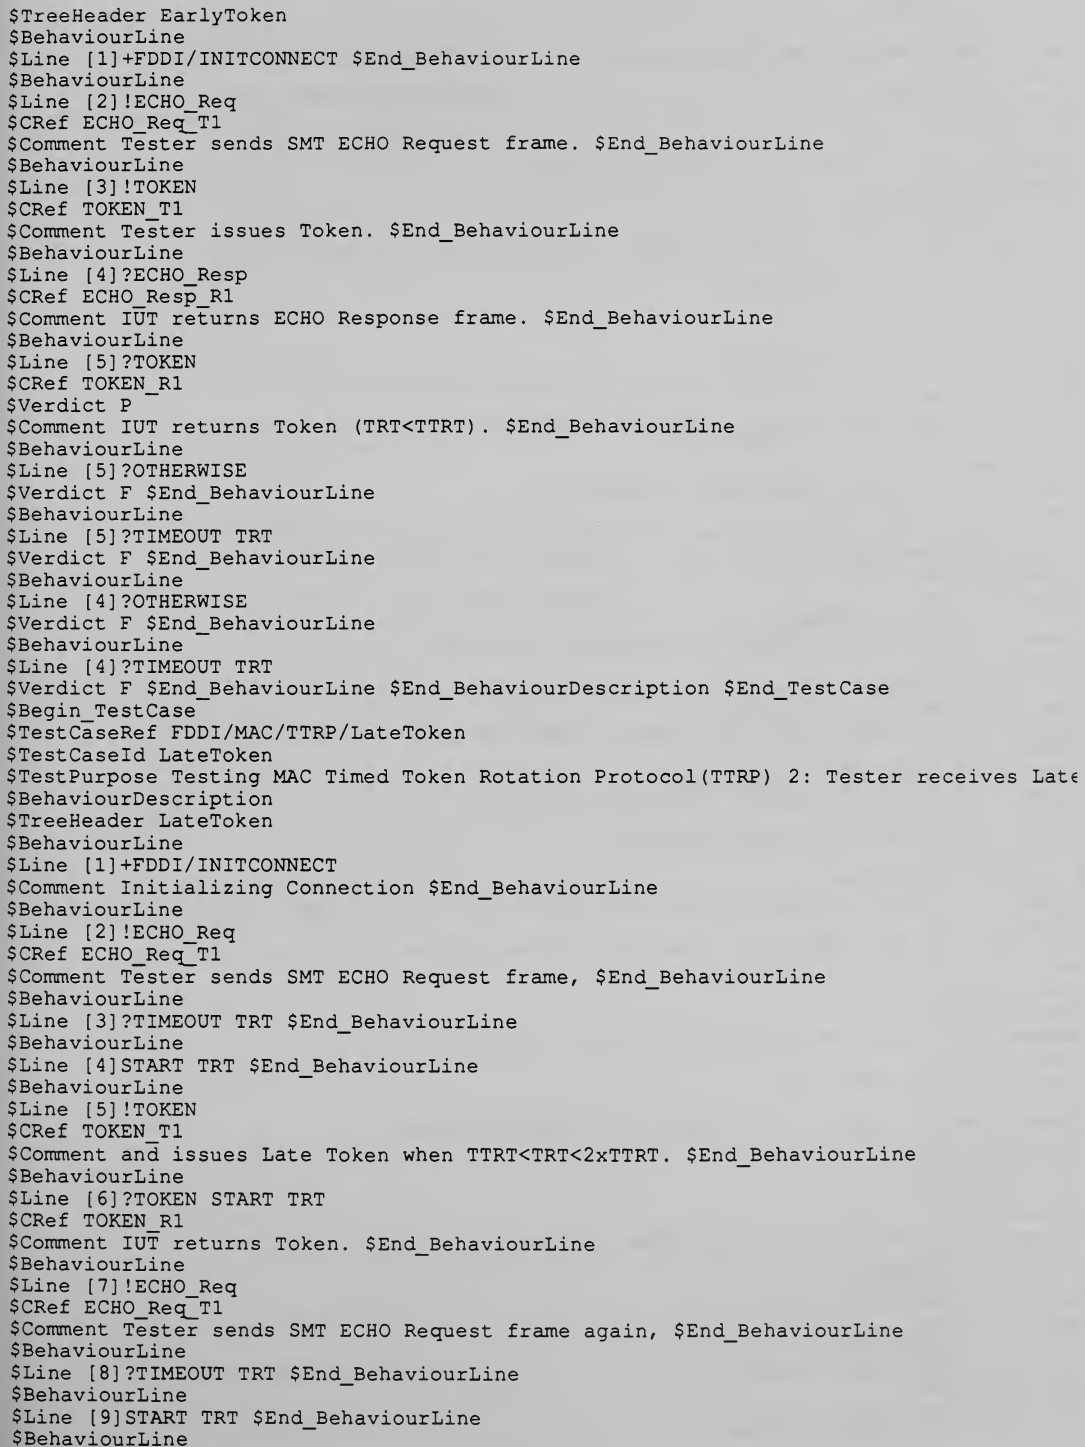 $TreeHeader EarlyToken
$BehaviourLine
$Line [1]+FDDI/INITCONNECT $End_BehaviourLine
$BehaviourLine
$Line [2]!ECHO_Req
$CRef ECHO_Req_T1
$Comment Tester sends SMT ECHO Request frame. $End_BehaviourLine
$BehaviourLine
$Line [3]!TOKEN
$CRef TOKEN_T1
$Comment Tester issues Token. $End_BehaviourLine
$BehaviourLine
$Line [4]?ECHO_Resp
$CRef ECHO_Resp_R1
$Comment IUT returns ECHO Response frame. $End_BehaviourLine
$BehaviourLine
$Line [5]?TOKEN
$CRef TOKEN_R1
$Verdict P
$Comment IUT returns Token (TRT<TTRT). $End_BehaviourLine
$BehaviourLine
$Line [5]?OTHERWISE
$Verdict F $End_BehaviourLine
$BehaviourLine
$Line [5]?TIMEOUT TRT
$Verdict F $End_BehaviourLine
$BehaviourLine
$Line [4]?OTHERWISE
$Verdict F $End_BehaviourLine
$BehaviourLine
$Line [4]?TIMEOUT TRT
$Verdict F $End_BehaviourLine $End_BehaviourDescription $End_TestCase
$Begin_TestCase
$TestCaseRef FDDI/MAC/TTRP/LateToken
$TestCaseId LateToken
$TestPurpose Testing MAC Timed Token Rotation Protocol(TTRP) 2: Tester receives Late
$BehaviourDescription
$TreeHeader LateToken
$BehaviourLine
$Line [1]+FDDI/INITCONNECT
$Comment Initializing Connection $End_BehaviourLine
$BehaviourLine
$Line [2]!ECHO_Req
$CRef ECHO_Req_T1
$Comment Tester sends SMT ECHO Request frame, $End_BehaviourLine
$BehaviourLine
$Line [3]?TIMEOUT TRT $End_BehaviourLine
$BehaviourLine
$Line [4]START TRT $End_BehaviourLine
$BehaviourLine
$Line [5]!TOKEN
$CRef TOKEN_T1
$Comment and issues Late Token when TTRT<TRT<2xTTRT. $End_BehaviourLine
$BehaviourLine
$Line [6]?TOKEN START TRT
$CRef TOKEN_R1
$Comment IUT returns Token. $End_BehaviourLine
$BehaviourLine
$Line [7]!ECHO_Req
$CRef ECHO_Req_T1
$Comment Tester sends SMT ECHO Request frame again, $End_BehaviourLine
$BehaviourLine
$Line [8]?TIMEOUT TRT $End_BehaviourLine
$BehaviourLine
$Line [9]START TRT $End_BehaviourLine
$BehaviourLine